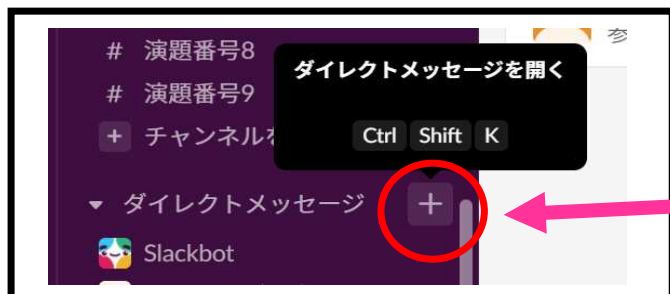 # 演題番号8
# 演題番号9
+ チャンネルを
ダイレクトメッセージを開く
Ctrl Shift K
ダイレクトメッセージ +
Slackbot